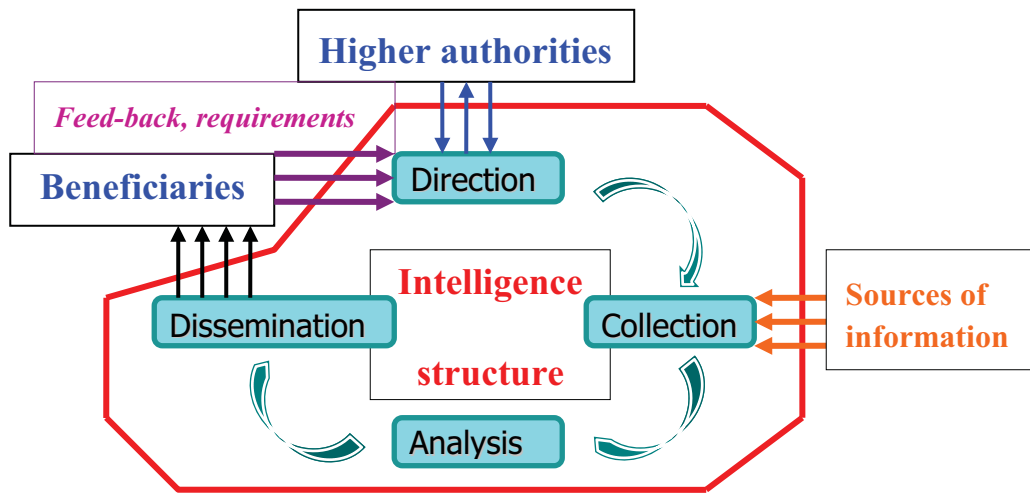 Higher authorities
Feed-back, requirements
Beneficiaries
Direction
Intelligence
structure
Dissemination
Collection
Sources of
information
Analysis